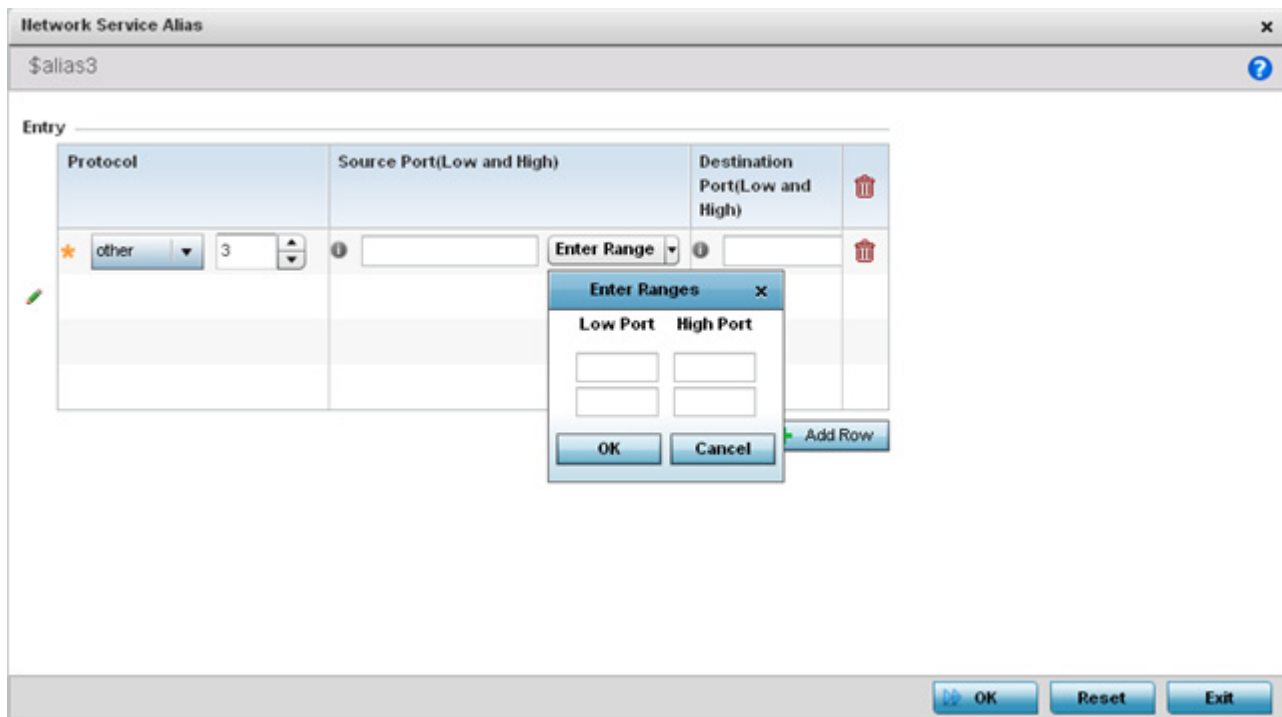 Network Service Alias
$alias3
Entry
Protocol
Source Port(Low and High)
Destination
Port(Low and
High)
other
3
Enter Range
Enter Ranges
Low Port
High Port
OK
Cancel
Add Row
OK
Reset
Exit